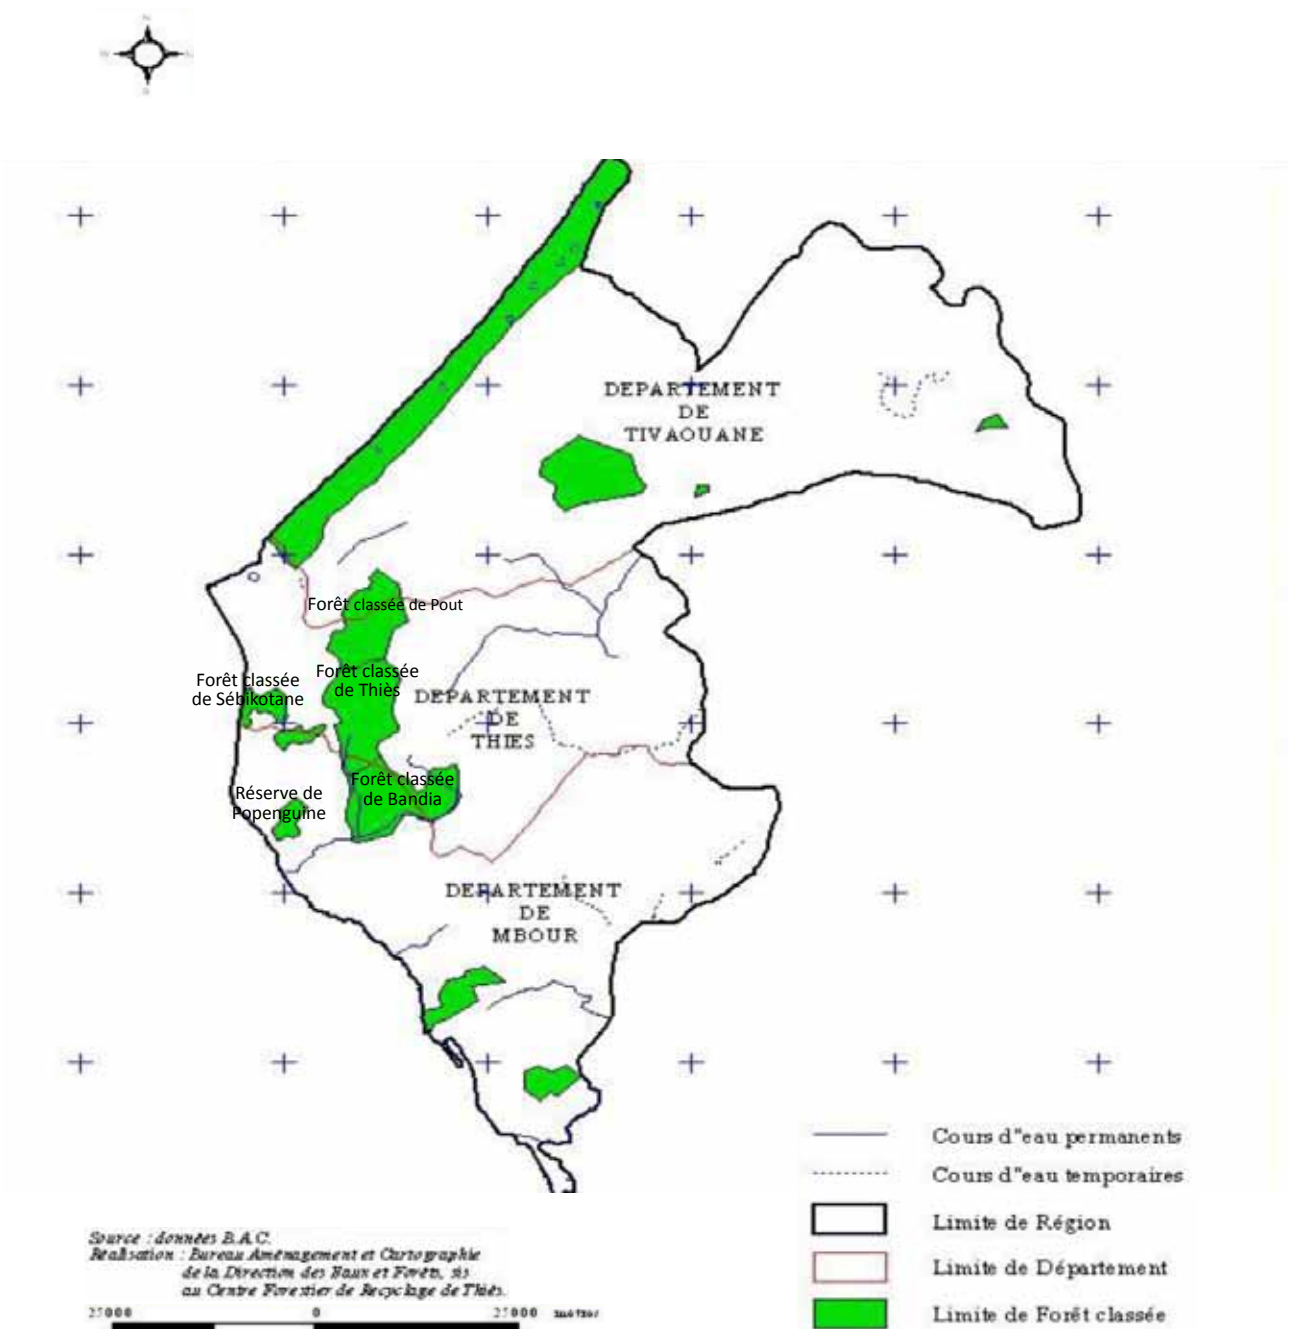 DEPARTEMENT
DE
TIVAOUANE
Forêt classée de Pout
Forêt classée
de Thiès
Forêt classée
de Sébikotane
DEPARTEMENT
DE
THIES
Forêt classée
de Bandia
Réserve de
Popenguine
DEPARTEMENT
DE
MBOUR
Cours d"eau permanents
Cours d"eau temporaires
Limite de Région
Limite de Département
Limite de Forêt classée
Source : données B.A.C.
Réalisation : Bureau Aménagement et Cartographie
de la Direction des Eaux et Forêts, sis
au Centre Forestier de Recyclage de Thiès.
25000 0 25000 metres